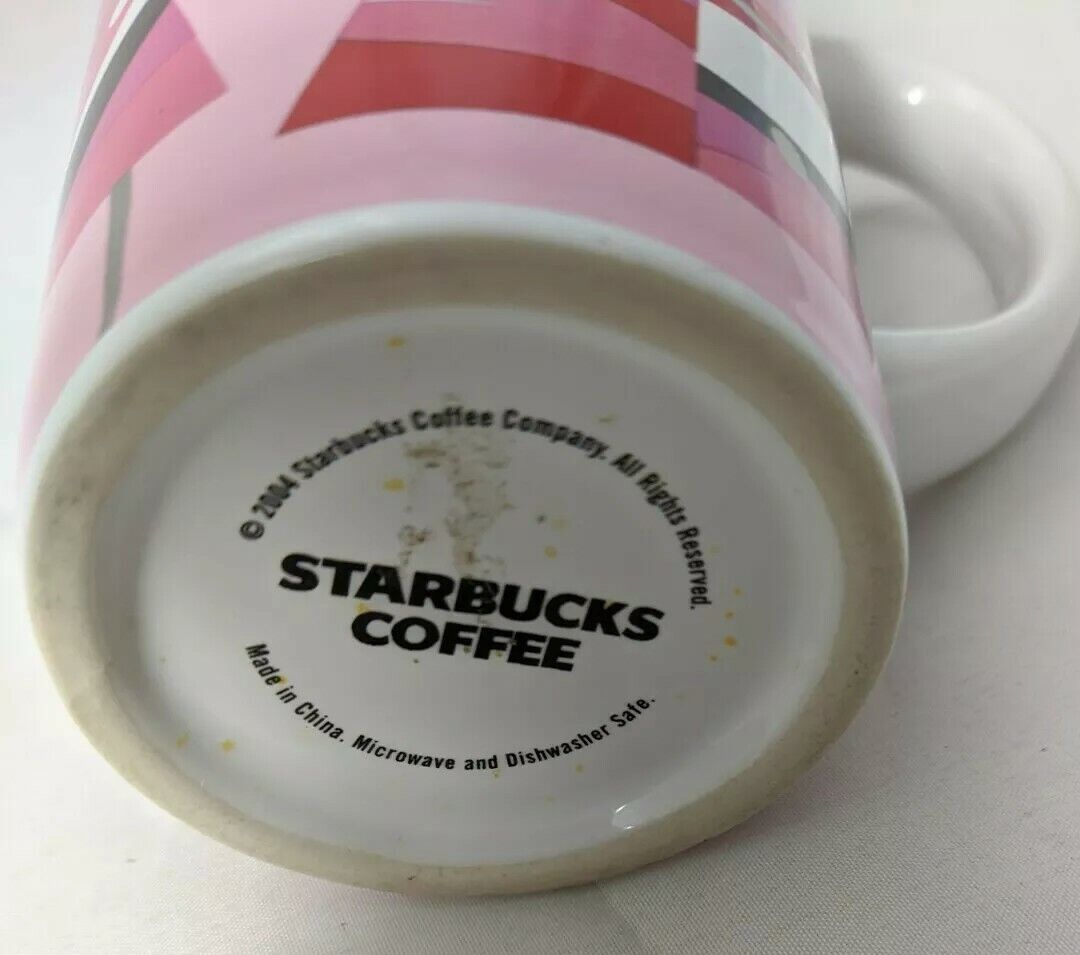 © 2004 Starbucks Coffee Company. All Rights Reserved.
STARBUCKS
COFFEE
Made in China. Microwave and Dishwasher Safe.